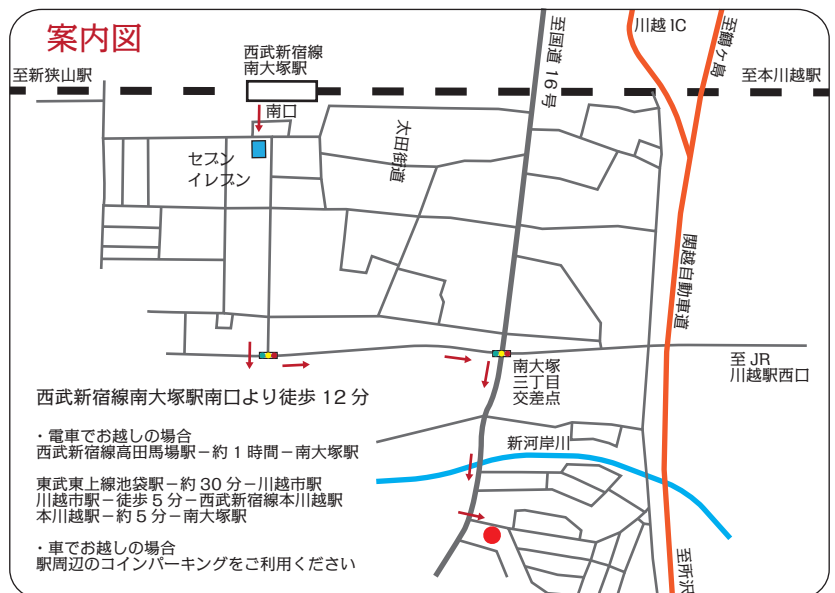 案内図
西武新宿線
南大塚駅
至新狭山駅
南口
セブン
イレブン
太田街道
至国道 16 号
川越 IC
至鶴ヶ島
至本川越駅
関越自動車道
至 JR
川越駅西口
南大塚
三丁目
交差点
新河岸川
至所沢
西武新宿線南大塚駅南口より徒歩 12 分
・電車でお越しの場合
西武新宿線高田馬場駅－約 1 時間－南大塚駅
東武東上線池袋駅－約 30 分－川越市駅
川越市駅－徒歩 5 分－西武新宿線本川越駅
本川越駅－約 5 分－南大塚駅
・車でお越しの場合
駅周辺のコインパーキングをご利用ください